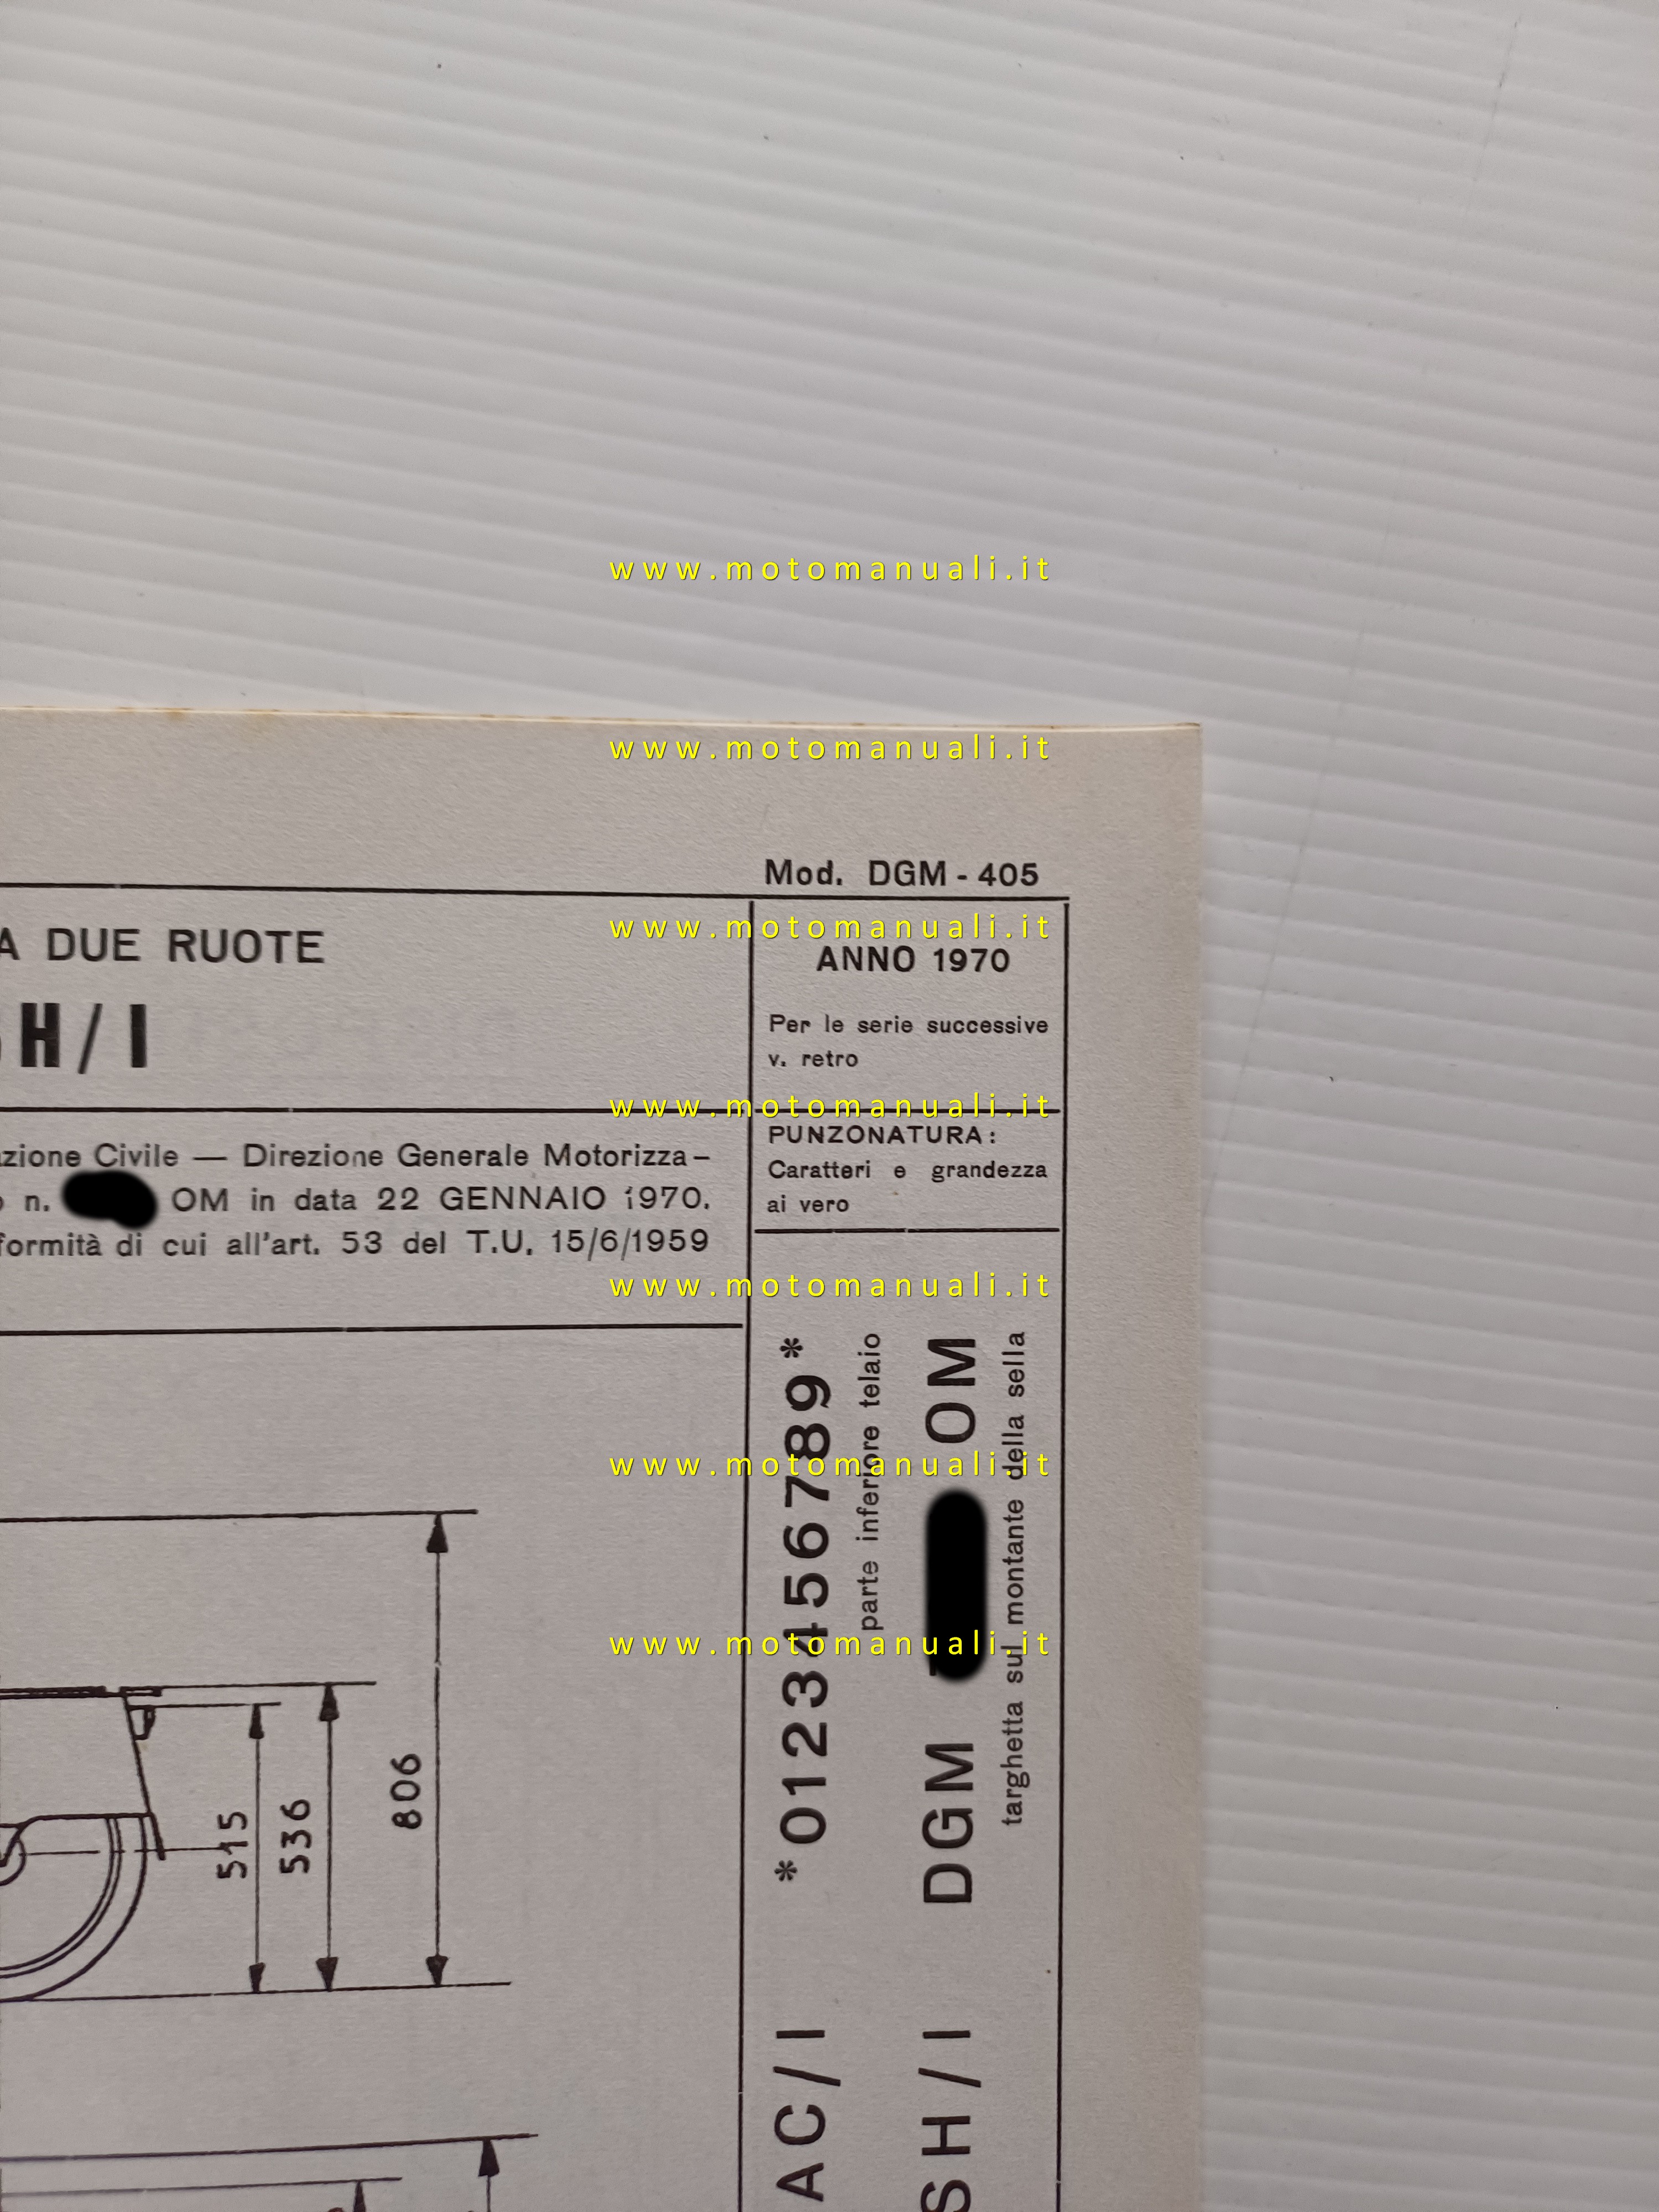 www.motomanuali.it
www.motomanuali.it
Mod. DGM - 405
www.motomanuali.it
A DUE RUOTE
ANNO 1970
H/I
Per le serie successive
v. retro
www.motomanuali.it
PUNZONATURA:
Caratteri e grandezza
ai vero
zione Civile — Direzione Generale Motorizza-
n. OM in data 22 GENNAIO 1970.
formità di cui all'art. 53 del T.U. 15/6/1959
www.motomanuali.it
*0123456789*
parte inferiore telaio
DGM OM
targhetta sul montante della sella
www.motomanuali.it
www.motomanuali.it
515
536
806
AC/I
SH/I